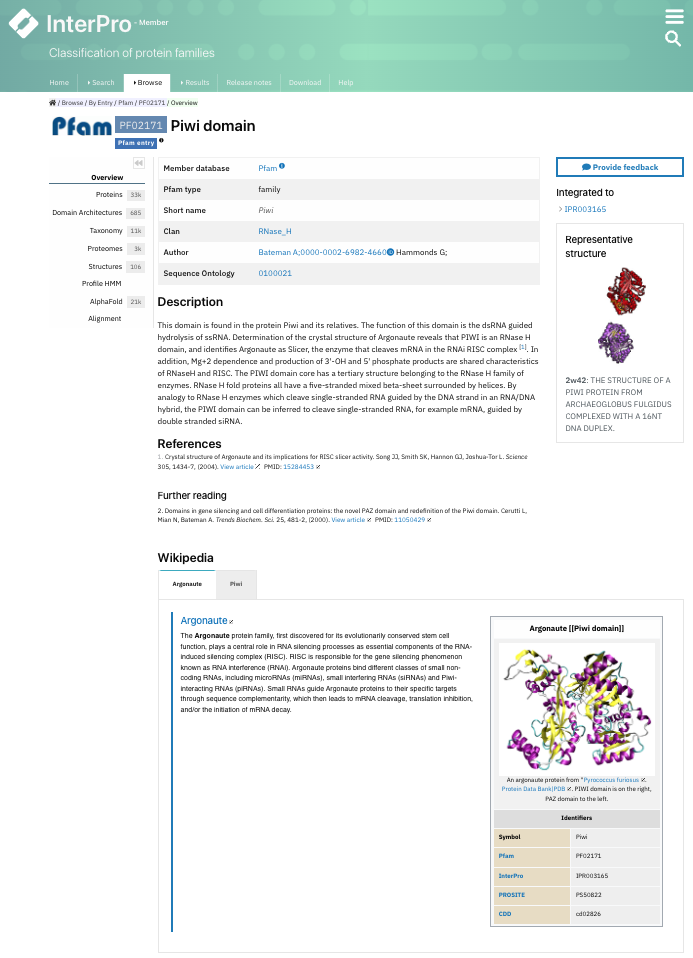 InterPro - Member
Classification of protein families
Home Search Browse Results Release notes Download Help
/ Browse / By Entry / Pfam / PF02171 / Overview
Pfam PF02171 Piwi domain
Pfam entry
Overview
Proteins 33k
Domain Architectures 685
Taxonomy 11k
Proteomes 3k
Structures 106
Profile HMM
AlphaFold 21k
Alignment
Member database Pfam
Pfam type family
Short name Piwi
Clan RNase_H
Author Bateman A;0000-0002-6982-4660 Hammonds G;
Sequence Ontology 0100021
Description
This domain is found in the protein Piwi and its relatives. The function of this domain is the dsRNA guided
hydrolysis of ssRNA. Determination of the crystal structure of Argonaute reveals that PIWI is an RNase H
domain, and identifies Argonaute as Slicer, the enzyme that cleaves mRNA in the RNAi RISC complex [1]. In
addition, Mg+2 dependence and production of 3'-OH and 5' phosphate products are shared characteristics
of RNaseH and RISC. The PIWI domain core has a tertiary structure belonging to the RNase H family of
enzymes. RNase H fold proteins all have a five-stranded mixed beta-sheet surrounded by helices. By
analogy to RNase H enzymes which cleave single-stranded RNA guided by the DNA strand in an RNA/DNA
hybrid, the PIWI domain can be inferred to cleave single-stranded RNA, for example mRNA, guided by
double stranded siRNA.
References
1. Crystal structure of Argonaute and its implications for RISC slicer activity. Song JJ, Smith SK, Hannon GJ, Joshua-Tor L. Science
305, 1434-7, (2004). View article PMID: 15284453
Further reading
2. Domains in gene silencing and cell differentiation proteins: the novel PAZ domain and redefinition of the Piwi domain. Cerutti L,
Mian N, Bateman A. Trends Biochem. Sci. 25, 481-2, (2000). View article PMID: 11050429
Provide feedback
Integrated to
IPR003165
Representative
structure
2w42: THE STRUCTURE OF A
PIWI PROTEIN FROM
ARCHAEOGLOBUS FULGIDUS
COMPLEXED WITH A 16NT
DNA DUPLEX.
Wikipedia
Argonaute Piwi
Argonaute
The Argonaute protein family, first discovered for its evolutionarily conserved stem cell
function, plays a central role in RNA silencing processes as essential components of the RNA-
induced silencing complex (RISC). RISC is responsible for the gene silencing phenomenon
known as RNA interference (RNAi). Argonaute proteins bind different classes of small non-
coding RNAs, including microRNAs (miRNAs), small interfering RNAs (siRNAs) and Piwi-
interacting RNAs (piRNAs). Small RNAs guide Argonaute proteins to their specific targets
through sequence complementarity, which then leads to mRNA cleavage, translation inhibition,
and/or the initiation of mRNA decay.
Argonaute [[Piwi domain]]
An argonaute protein from "Pyrococcus furiosus .
Protein Data Bank|PDB . PIWI domain is on the right,
PAZ domain to the left.
Identifiers
Symbol Piwi
Pfam PF02171
InterPro IPR003165
PROSITE PS50822
CDD cd02826